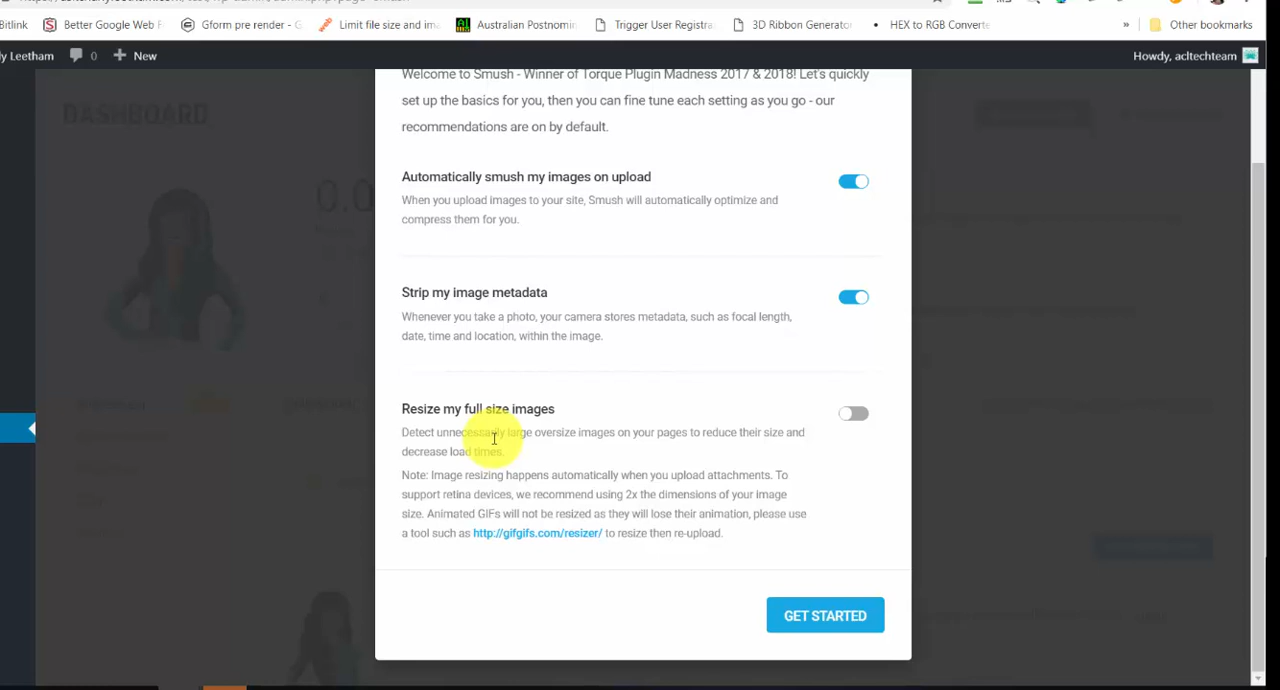 Bitlink Better Google Web Gform pre render - G Limit file size and ima Australian Postnomin Trigger User Registra 3D Ribbon Generator HEX to RGB Converte » Other bookmarks
y Leetham 0 New Howdy, acltechteam
Welcome to Smush - Winner of Torque Plugin Madness 2017 & 2018! Let's quickly
DASHBOARD
set up the basics for you, then you can fine tune each setting as you go - our
recommendations are on by default.
Automatically smush my images on upload
When you upload images to your site, Smush will automatically optimize and
compress them for you.
Strip my image metadata
Whenever you take a photo, your camera stores metadata, such as focal length,
date, time and location, within the image.
Resize my full size images
Detect unnecessarily large oversize images on your pages to reduce their size and
decrease load times.
Note: Image resizing happens automatically when you upload attachments. To
support retina devices, we recommend using 2x the dimensions of your image
size. Animated GIFs will not be resized as they will lose their animation, please use
a tool such as http://gifgifs.com/resizer/ to resize then re-upload.
GET STARTED